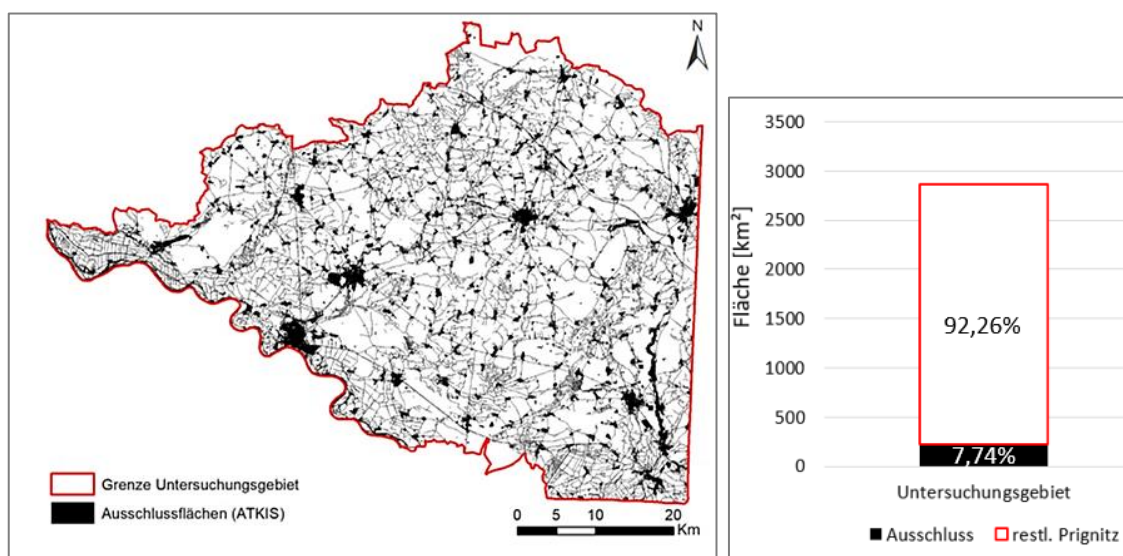 N
Grenze Untersuchungsgebiet
Ausschlussflächen (ATKIS)
0 5 10 20
Km
3500
3000
2500
2000
1500
1000
500
0
Fläche [km²]
92,26%
7,74%
Untersuchungsgebiet
Ausschluss restl. Prignitz